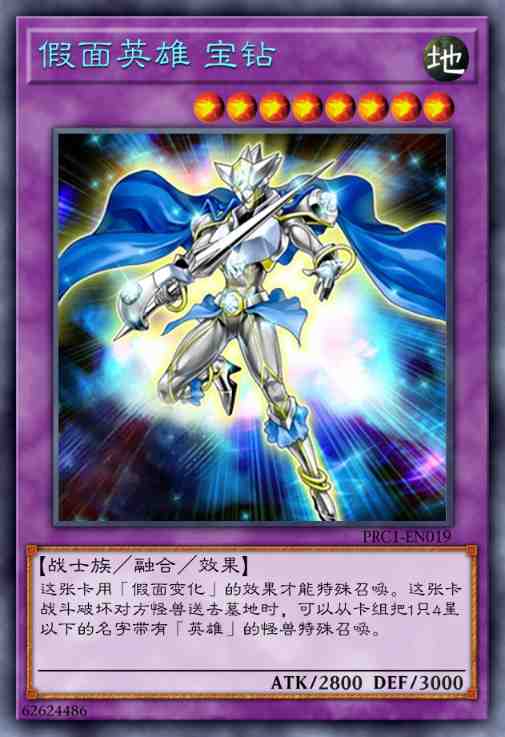 假面英雄 宝钻
地
PRC1-EN019
【战士族／融合／效果】
这张卡用「假面变化」的效果才能特殊召唤。这张卡
战斗破坏对方怪兽送去墓地时，可以从卡组把1只4星
以下的名字带有「英雄」的怪兽特殊召唤。
ATK/2800 DEF/3000
62624486